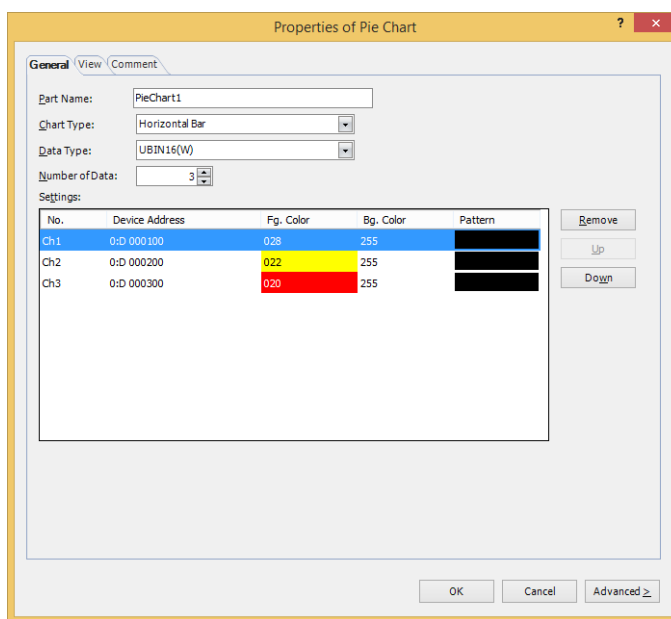 Properties of Pie Chart
? ×
General View Comment
Part Name: PieChart1
Chart Type: Horizontal Bar
Data Type: UBIN16(W)
Number of Data: 3
Settings:
No. Device Address Fg. Color Bg. Color Pattern
Ch1 0:D 000100 028 255
Ch2 0:D 000200 022 255
Ch3 0:D 000300 020 255
Remove
Up
Down
OK Cancel Advanced >